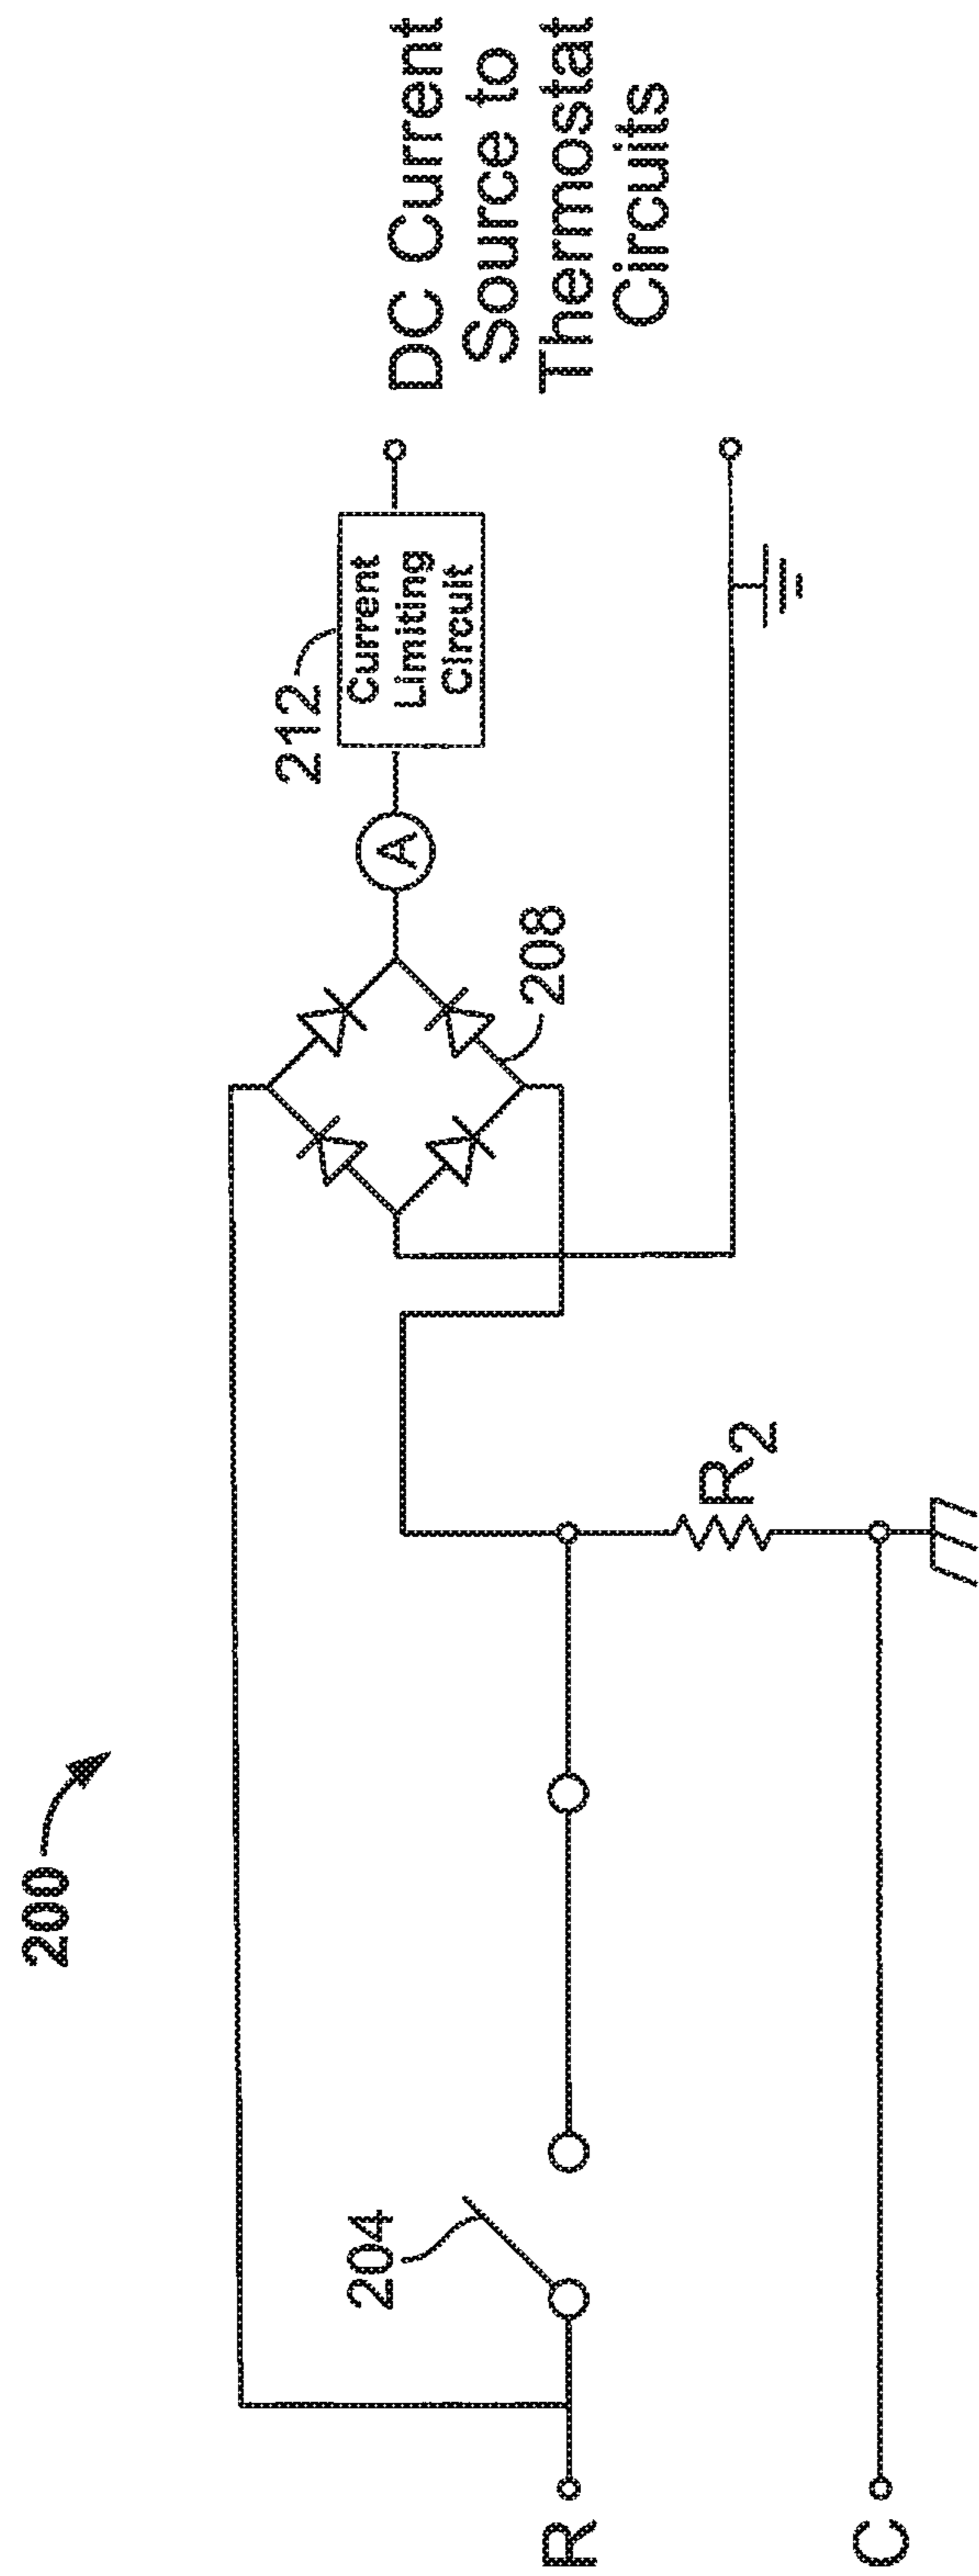 200
204
R
C
R2
208
A
212
Current
Limiting
Circuit
DC Current
Source to
Thermostat
Circuits